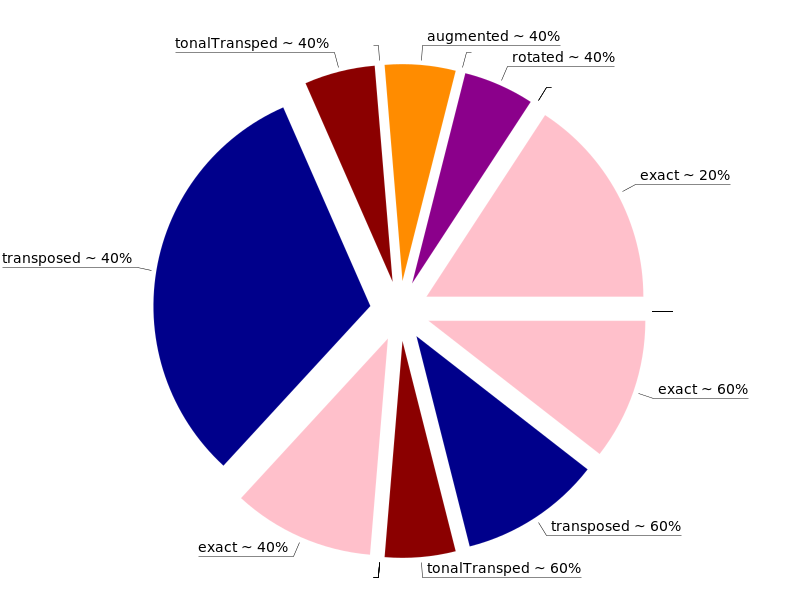 augmented ~ 40%
tonalTransped ~ 40%
rotated ~ 40%
exact ~ 20%
transposed ~ 40%
exact ~ 60%
transposed ~ 60%
exact ~ 40%
tonalTransped ~ 60%